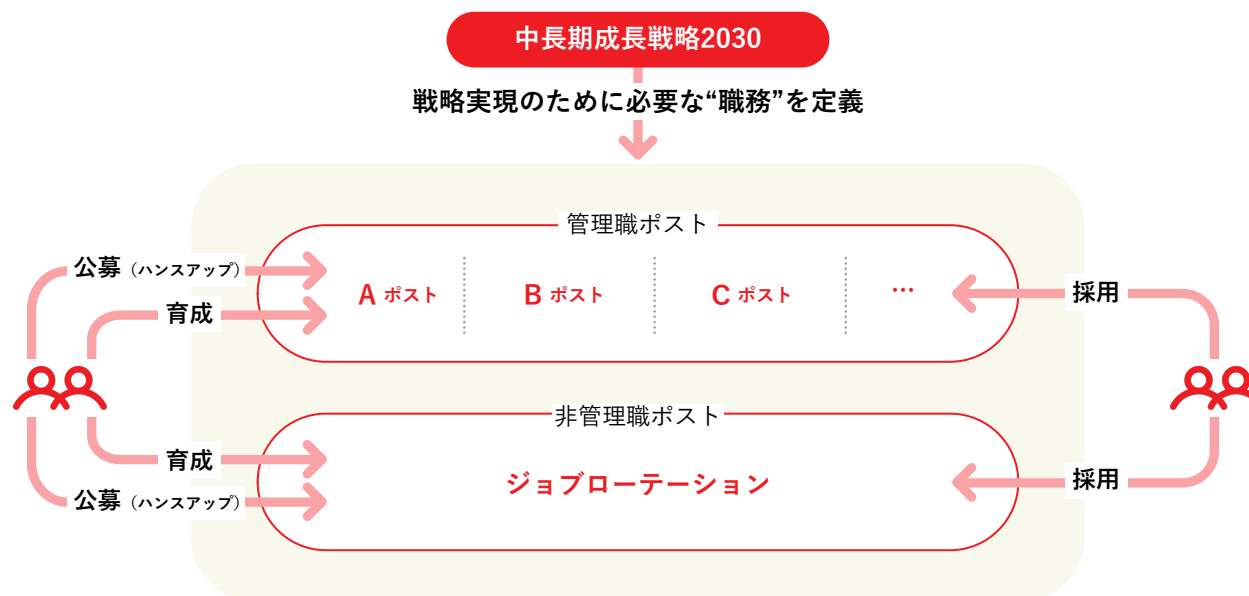 中長期成長戦略2030
戦略実現のために必要な“職務”を定義
管理職ポスト
公募（ハンズアップ）
育成
A ポスト
B ポスト
C ポスト
…
採用
非管理職ポスト
育成
公募（ハンズアップ）
ジョブローテーション
採用